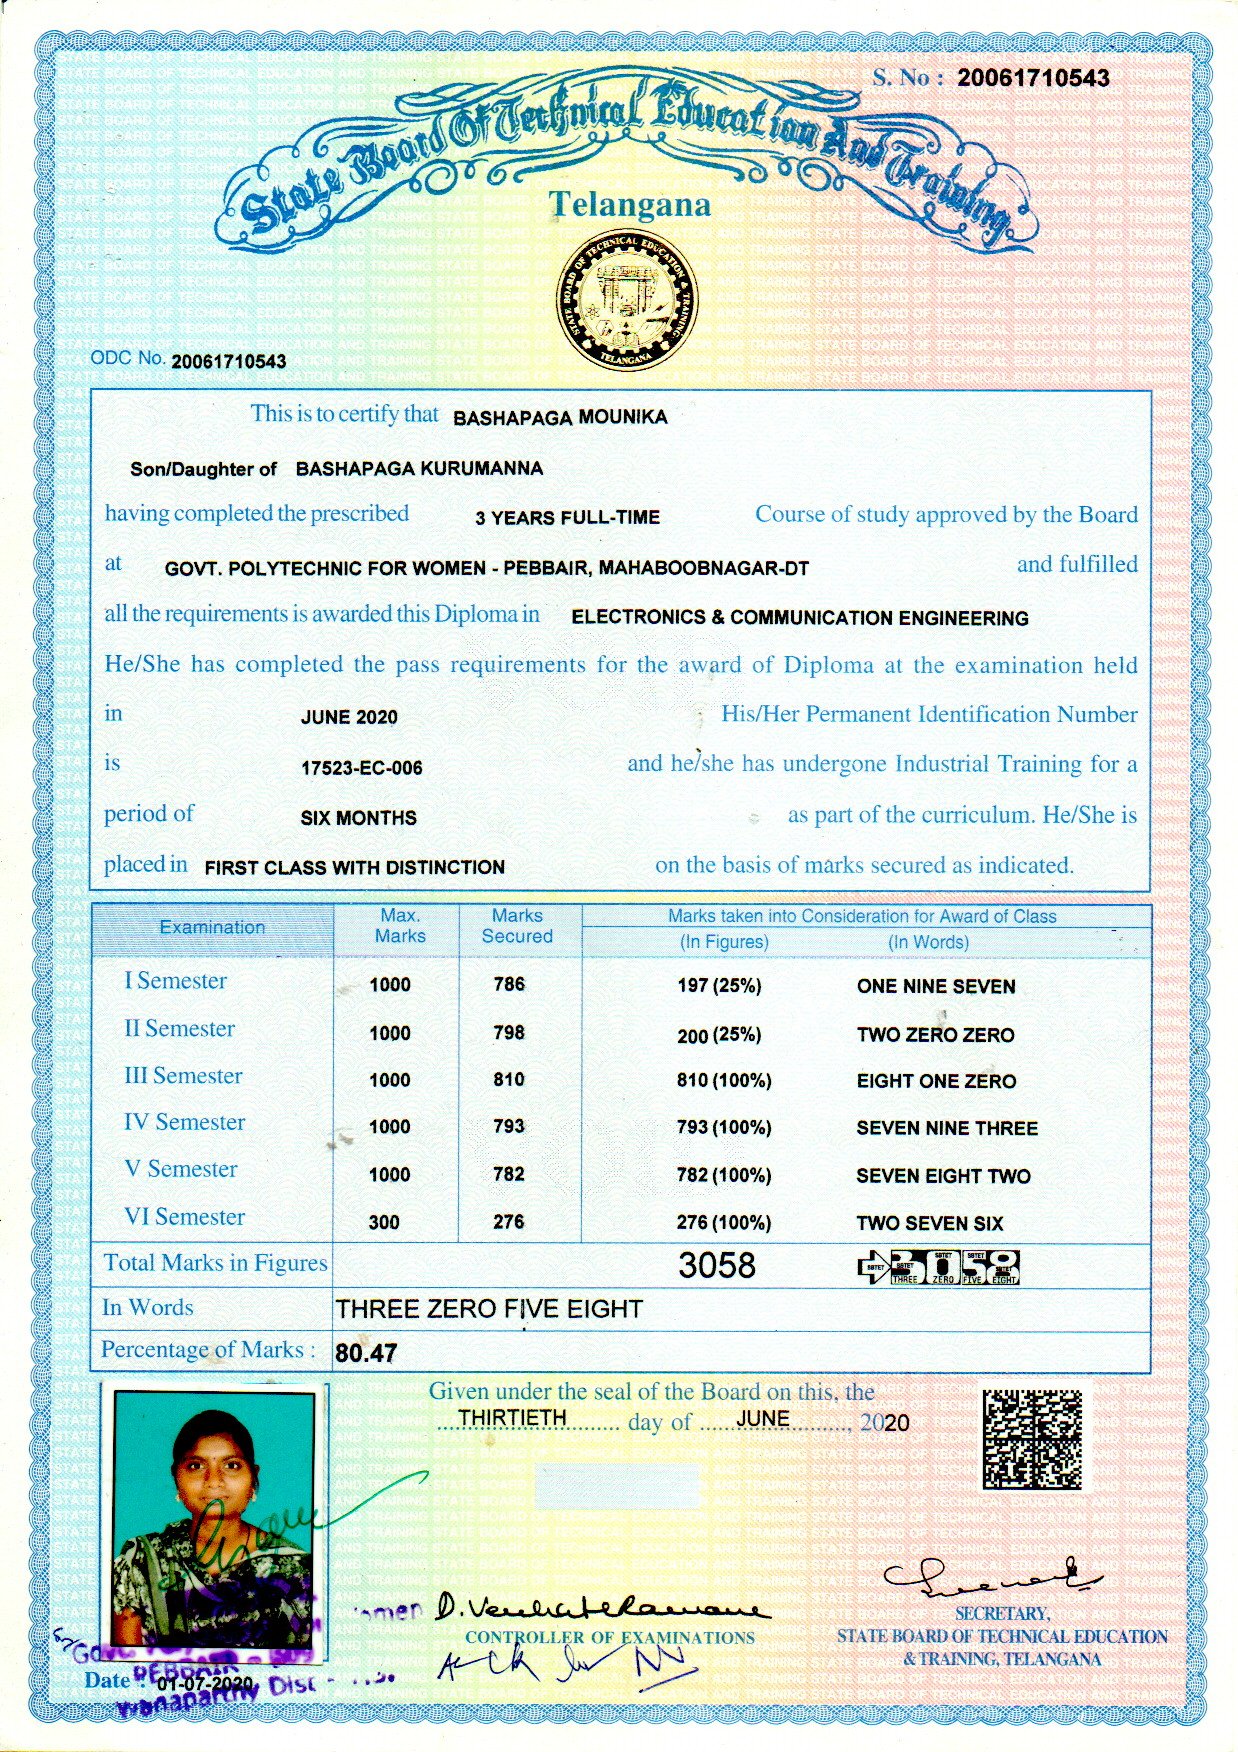 S. No : 20061710543
State Board Of Technical Education And Training
Telangana
STATE BOARD OF TECHNICAL EDUCATION & TRAINING
TELANGANA
ODC No. 20061710543
This is to certify that BASHAPAGA MOUNIKA
Son/Daughter of BASHAPAGA KURUMANNA
having completed the prescribed 3 YEARS FULL-TIME Course of study approved by the Board
at GOVT. POLYTECHNIC FOR WOMEN - PEBBAIR, MAHABOOBNAGAR-DT and fulfilled
all the requirements is awarded this Diploma in ELECTRONICS & COMMUNICATION ENGINEERING
He/She has completed the pass requirements for the award of Diploma at the examination held
in JUNE 2020 His/Her Permanent Identification Number
is 17523-EC-006 and he/she has undergone Industrial Training for a
period of SIX MONTHS as part of the curriculum. He/She is
placed in FIRST CLASS WITH DISTINCTION on the basis of marks secured as indicated.
Examination Max. Marks Marks Secured Marks taken into Consideration for Award of Class
(In Figures) (In Words)
I Semester 1000 786 197 (25%) ONE NINE SEVEN
II Semester 1000 798 200 (25%) TWO ZERO ZERO
III Semester 1000 810 810 (100%) EIGHT ONE ZERO
IV Semester 1000 793 793 (100%) SEVEN NINE THREE
V Semester 1000 782 782 (100%) SEVEN EIGHT TWO
VI Semester 300 276 276 (100%) TWO SEVEN SIX
Total Marks in Figures 3058 SBTET 3058 THREE ZERO FIVE EIGHT
In Words THREE ZERO FIVE EIGHT
Percentage of Marks : 80.47
Given under the seal of the Board on this, the
THIRTIETH day of JUNE, 2020
D. Venkateramane
CONTROLLER OF EXAMINATIONS
SECRETARY,
STATE BOARD OF TECHNICAL EDUCATION
& TRAINING, TELANGANA
PEBBAIR
Date : 01-07-2020
Wanaparthy Dist